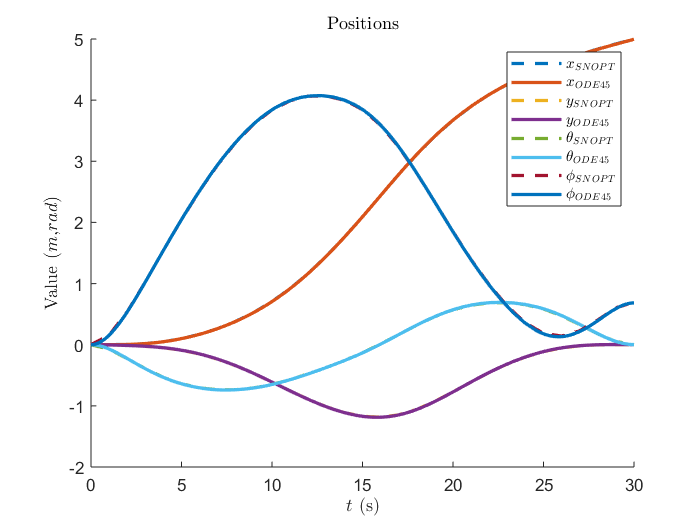 Positions
5
4
3
2
1
0
-1
-2
Value (m,rad)
0 5 10 15 20 25 30
t (s)
x_SNOPT
x_ODE45
y_SNOPT
y_ODE45
θ_SNOPT
θ_ODE45
ϕ_SNOPT
ϕ_ODE45